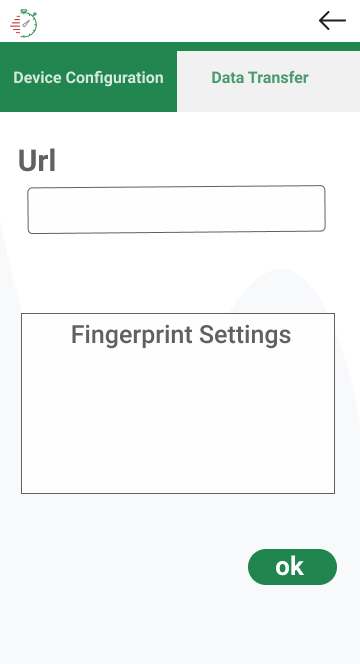 Device Configuration
Data Transfer
Url
Fingerprint Settings
ok